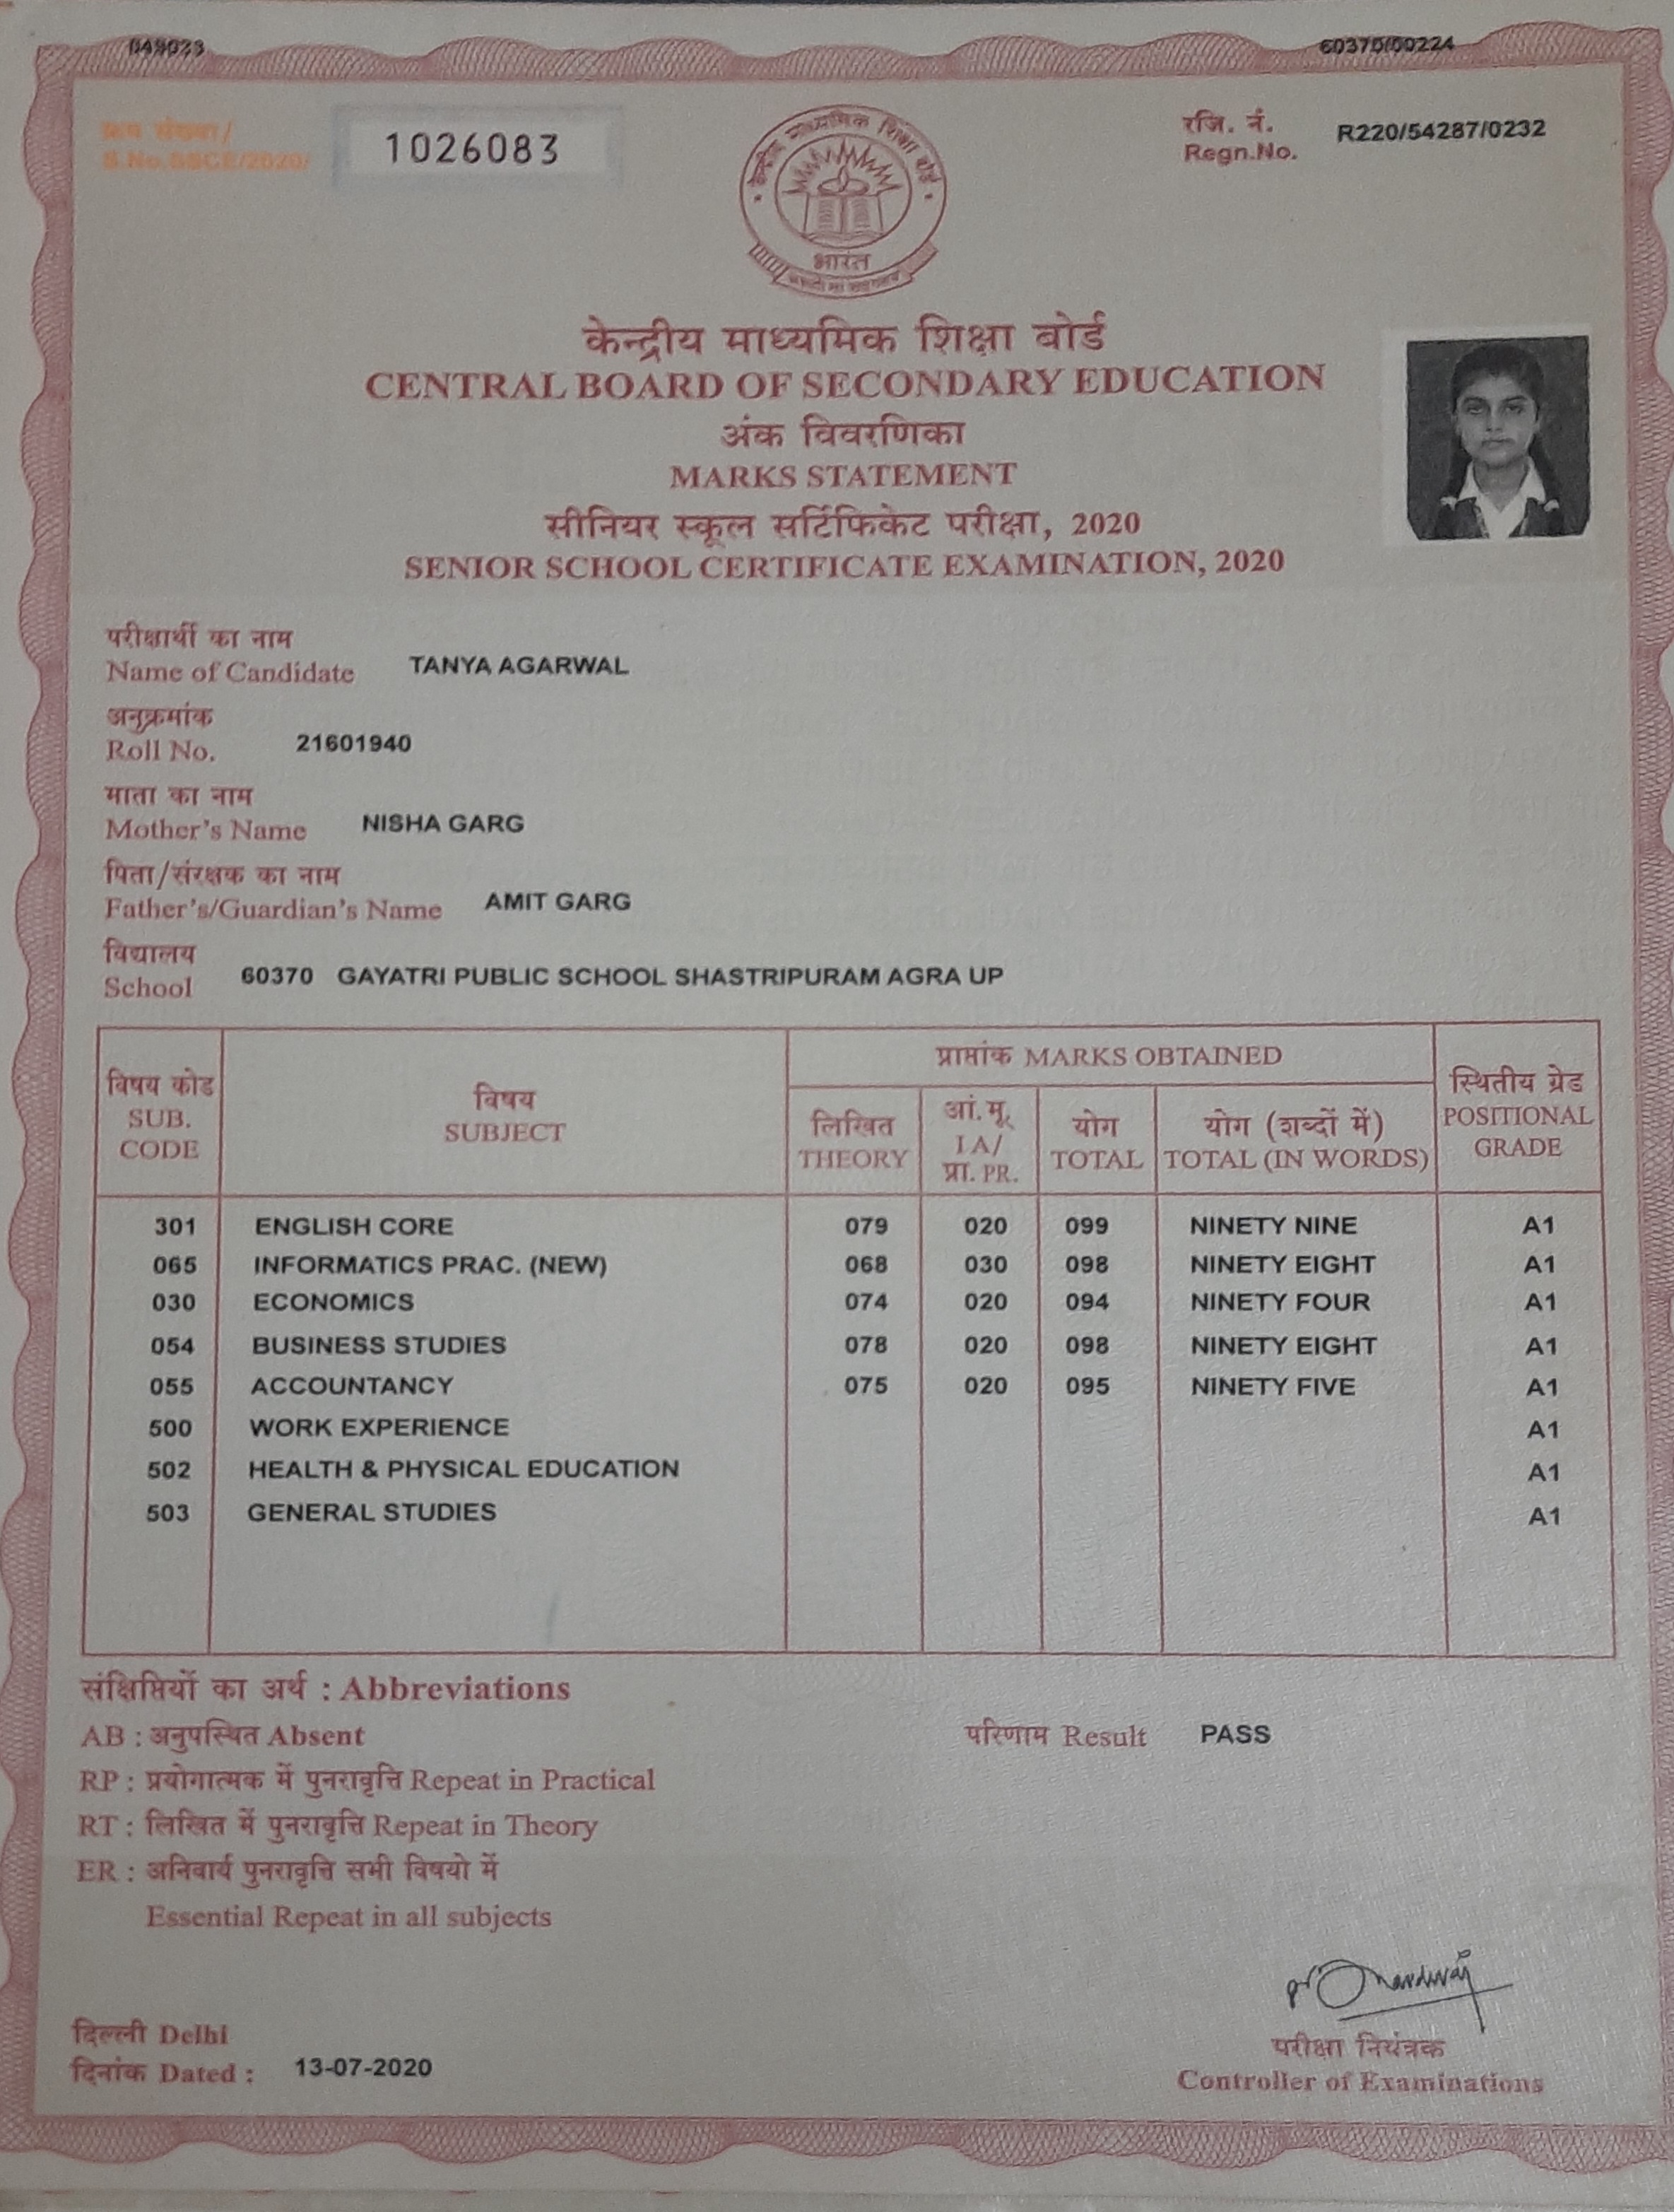 049023
60370/00224
क्रम संख्या/
S.No.SSCE/2020/
1026083
रजि. नं.
Regn.No.
R220/54287/0232
केन्द्रीय माध्यमिक शिक्षा बोर्ड
भारत
केन्द्रीय माध्यमिक शिक्षा बोर्ड
CENTRAL BOARD OF SECONDARY EDUCATION
अंक विवरणिका
MARKS STATEMENT
सीनियर स्कूल सर्टिफिकेट परीक्षा, 2020
SENIOR SCHOOL CERTIFICATE EXAMINATION, 2020
परीक्षार्थी का नाम
Name of Candidate TANYA AGARWAL
अनुक्रमांक
Roll No. 21601940
माता का नाम
Mother's Name NISHA GARG
पिता/संरक्षक का नाम
Father's/Guardian's Name AMIT GARG
विद्यालय
School 60370 GAYATRI PUBLIC SCHOOL SHASTRIPURAM AGRA UP
विषय कोड
SUB.
CODE
विषय
SUBJECT
प्राप्तांक MARKS OBTAINED
लिखित
THEORY
आं.मू.
I A/
प्रा. PR.
योग
TOTAL
योग (शब्दों में)
TOTAL (IN WORDS)
स्थितीय ग्रेड
POSITIONAL
GRADE
301 ENGLISH CORE 079 020 099 NINETY NINE A1
065 INFORMATICS PRAC. (NEW) 068 030 098 NINETY EIGHT A1
030 ECONOMICS 074 020 094 NINETY FOUR A1
054 BUSINESS STUDIES 078 020 098 NINETY EIGHT A1
055 ACCOUNTANCY 075 020 095 NINETY FIVE A1
500 WORK EXPERIENCE A1
502 HEALTH & PHYSICAL EDUCATION A1
503 GENERAL STUDIES A1
संक्षिप्तियों का अर्थ : Abbreviations
AB : अनुपस्थित Absent
परिणाम Result PASS
RP : प्रयोगात्मक में पुनरावृत्ति Repeat in Practical
RT : लिखित में पुनरावृत्ति Repeat in Theory
ER : अनिवार्य पुनरावृत्ति सभी विषयो में
Essential Repeat in all subjects
दिल्ली Delhi
दिनांक Dated : 13-07-2020
परीक्षा नियंत्रक
Controller of Examinations